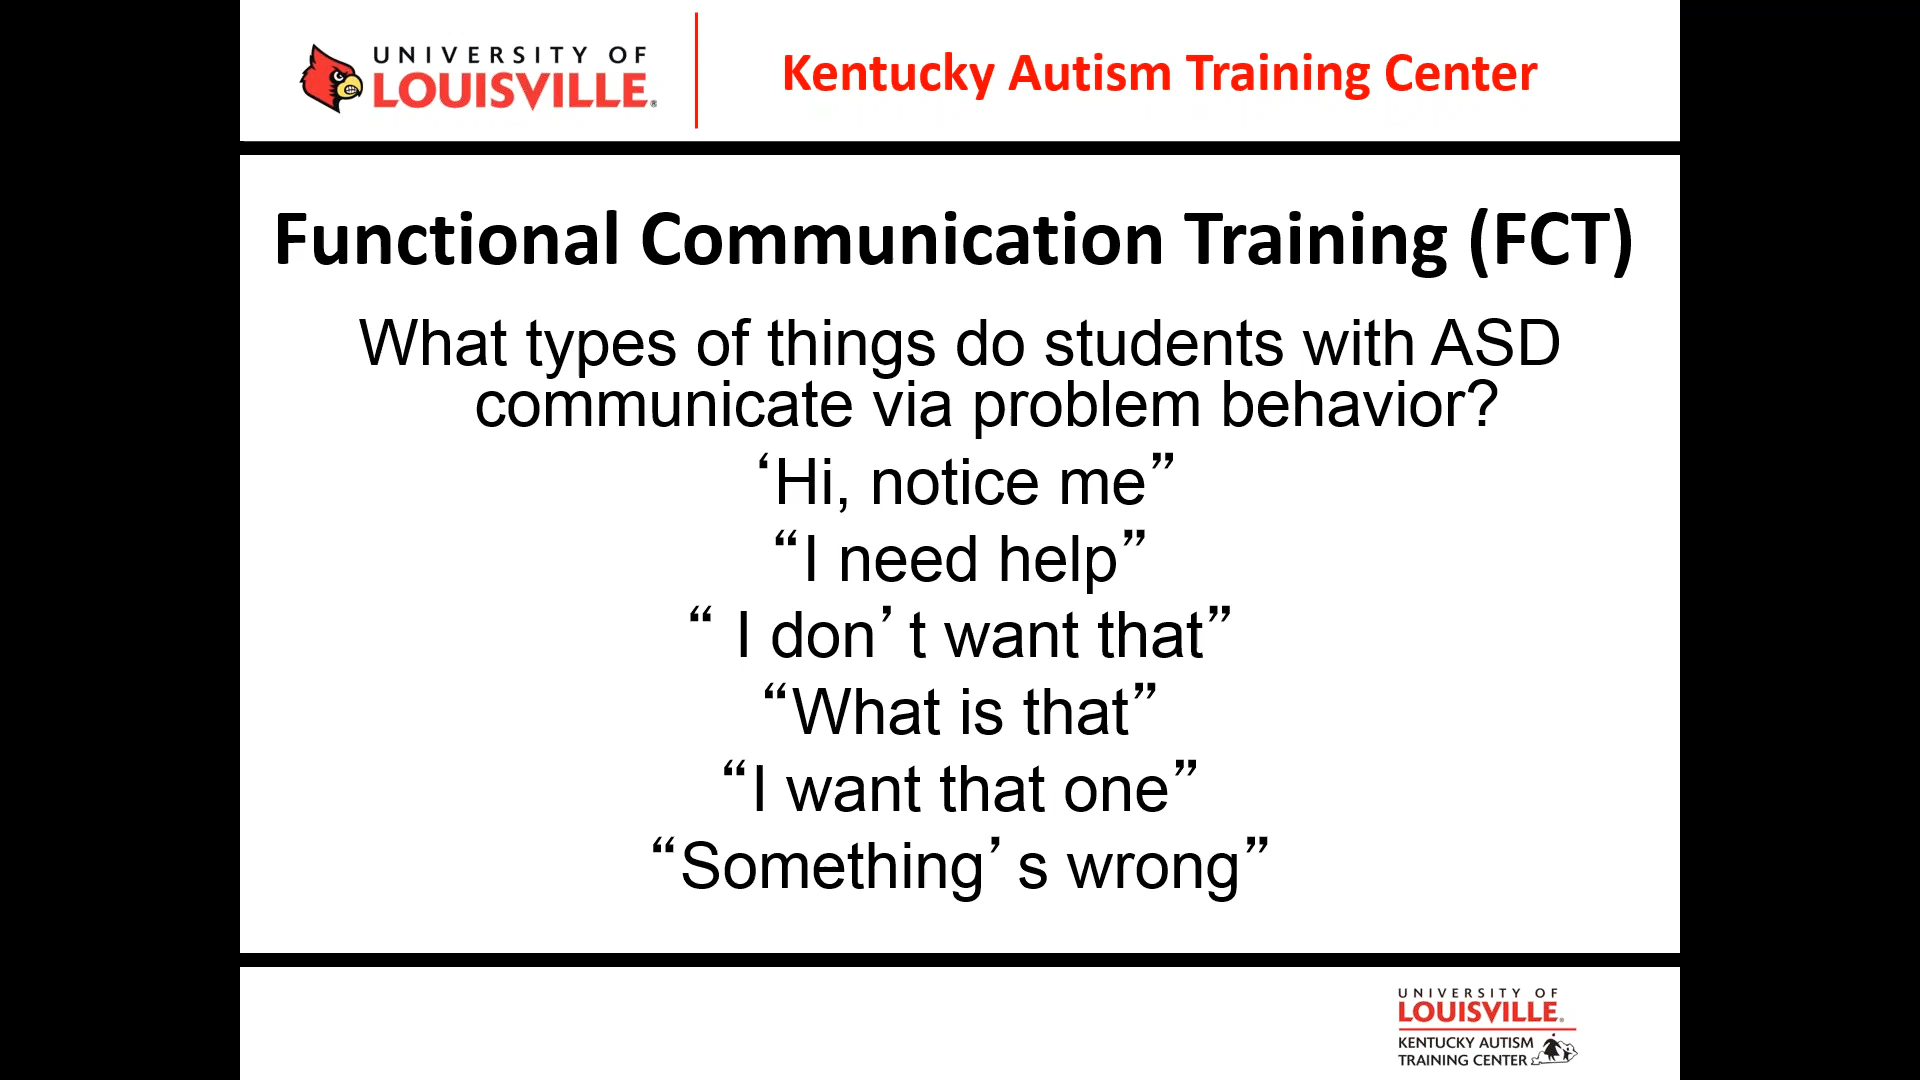 UNIVERSITY OF
LOUISVILLE®
Kentucky Autism Training Center
Functional Communication Training (FCT)
What types of things do students with ASD
communicate via problem behavior?
‘Hi, notice me”
“I need help”
“ I don’ t want that”
“What is that”
“I want that one”
“Something’ s wrong”
UNIVERSITY OF
LOUISVILLE®
KENTUCKY AUTISM
TRAINING CENTER